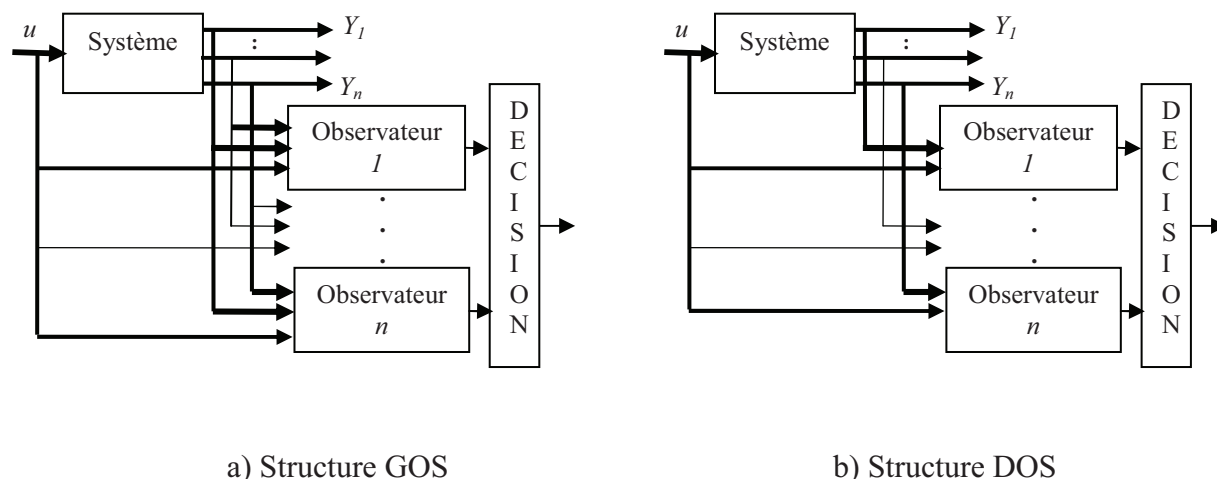 u
Système
:
Y1
Yn
Observateur
1
.
.
.
Observateur
n
D
E
C
I
S
I
O
N
a) Structure GOS
u
Système
:
Y1
Yn
Observateur
1
.
.
.
Observateur
n
D
E
C
I
S
I
O
N
b) Structure DOS